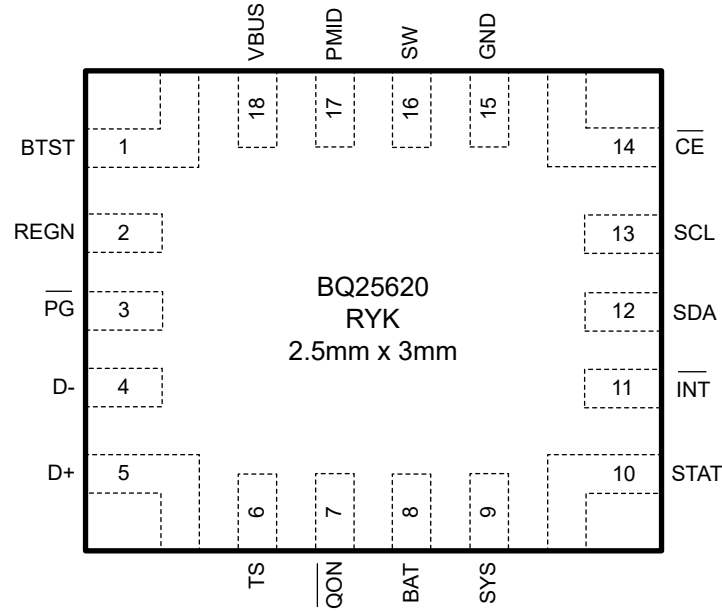 VBUS
PMID
SW
GND
18
17
16
15
BTST
1
14
CE
REGN
2
13
SCL
PG
3
12
SDA
D-
4
11
INT
D+
5
10
STAT
BQ25620
RYK
2.5mm x 3mm
6
7
8
9
TS
QON
BAT
SYS